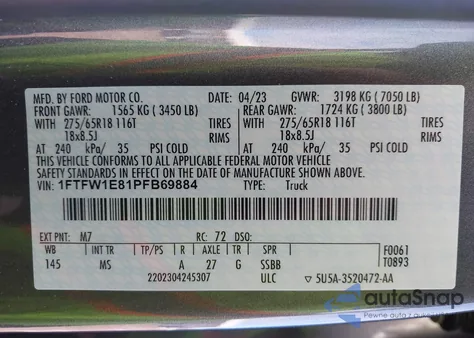 MFD. BY FORD MOTOR CO. DATE: 04/23 GVWR: 3198 KG ( 7050 LB)
FRONT GAWR: 1565 KG ( 3450 LB) REAR GAWR: 1724 KG ( 3800 LB)
WITH 275/65R18 116T TIRES WITH 275/65R18 116T TIRES
18x8.5J RIMS 18x8.5J RIMS
AT 240 kPa/ 35 PSI COLD AT 240 kPa/ 35 PSI COLD
THIS VEHICLE CONFORMS TO ALL APPLICABLE FEDERAL MOTOR VEHICLE
SAFETY STANDARDS IN EFFECT ON THE DATE OF MANUFACTURE SHOWN ABOVE.
VIN: 1FTFW1E81PFB69884 TYPE: Truck
EXT PNT: M7 RC: 72 DSO: F0061
WB INT TR TP/PS R AXLE TR SPR T0893
145 MS A 27 G SSBB
2202304245307 ULC 5U5A-3520472-AA
autoSnap
Pewne auto z